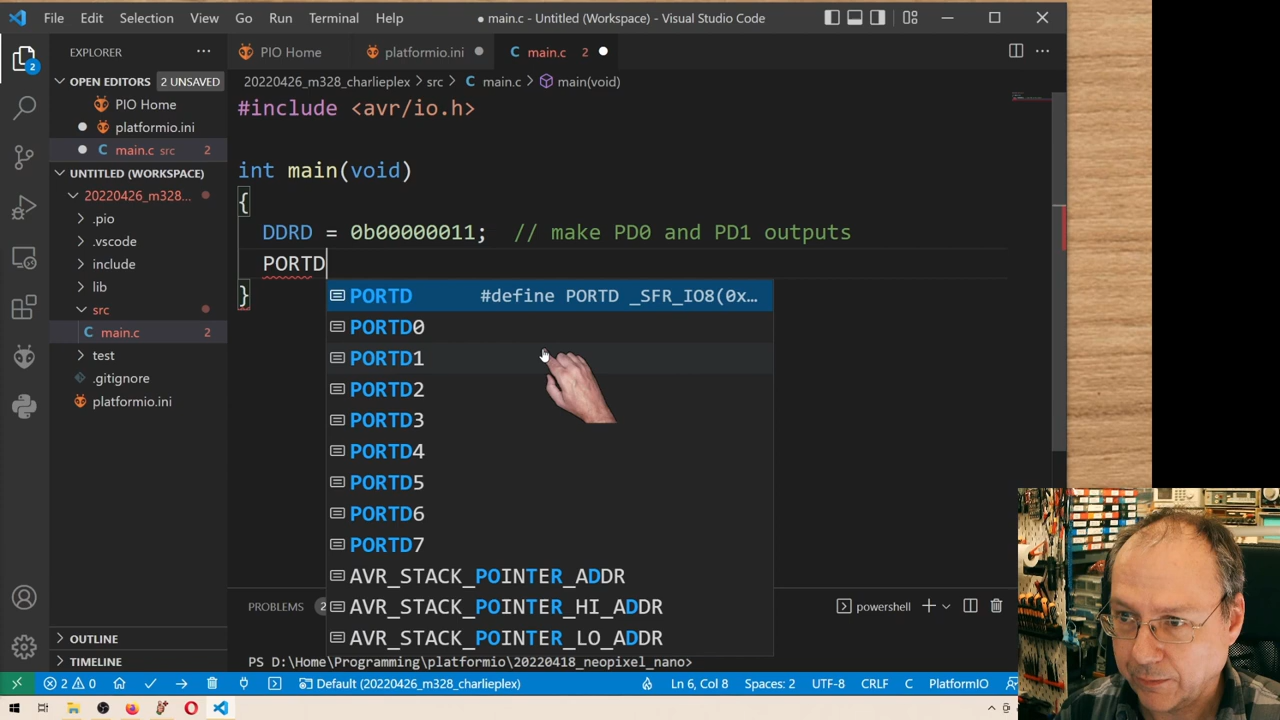 File Edit Selection View Go Run Terminal Help
● main.c - Untitled (Workspace) - Visual Studio Code
EXPLORER
OPEN EDITORS 2 UNSAVED
PIO Home
platformio.ini
main.c src 2
UNTITLED (WORKSPACE)
20220426_m328...
.pio
.vscode
include
lib
src
main.c 2
test
.gitignore
platformio.ini
OUTLINE
TIMELINE
2
PIO Home platformio.ini main.c 2
20220426_m328_charlieplex > src > main.c > main(void)
#include <avr/io.h>
int main(void)
{
DDRD = 0b00000011; // make PD0 and PD1 outputs
PORTD
}
PORTD #define PORTD _SFR_IO8(0x…
PORTD0
PORTD1
PORTD2
PORTD3
PORTD4
PORTD5
PORTD6
PORTD7
AVR_STACK_POINTER_ADDR
AVR_STACK_POINTER_HI_ADDR
AVR_STACK_POINTER_LO_ADDR
PROBLEMS 2
powershell
PS D:\Home\Programming\platformio\20220418_neopixel_nano>
2 0 Default (20220426_m328_charlieplex) Ln 6, Col 8 Spaces: 2 UTF-8 CRLF C PlatformIO